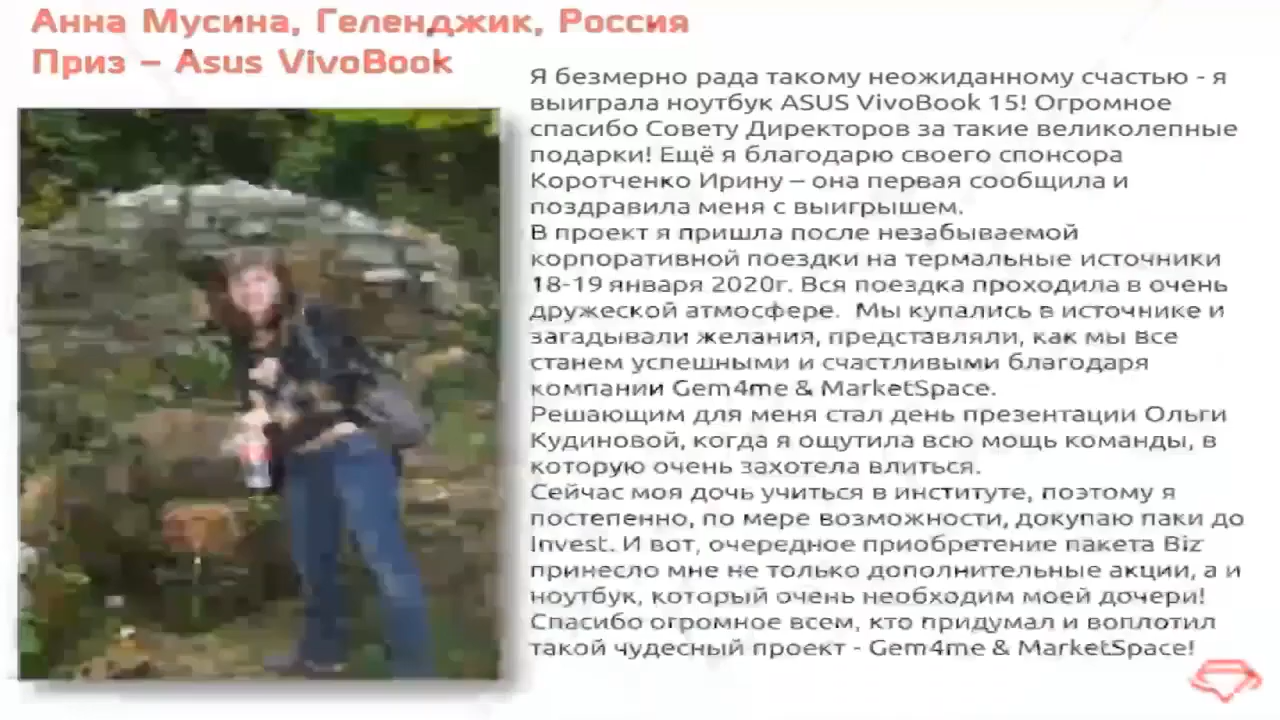 Анна Мусина, Геленджик, Россия
Приз – Asus VivoBook
Я безмерно рада такому неожиданному счастью - я
выиграла ноутбук ASUS VivoBook 15! Огромное
спасибо Совету Директоров за такие великолепные
подарки! Ещё я благодарю своего спонсора
Коротченко Ирину – она первая сообщила и
поздравила меня с выигрышем.
В проект я пришла после незабываемой
корпоративной поездки на термальные источники
18-19 января 2020г. Вся поездка проходила в очень
дружеской атмосфере. Мы купались в источнике и
загадывали желания, представляли, как мы все
станем успешными и счастливыми благодаря
компании Gem4me & MarketSpace.
Решающим для меня стал день презентации Ольги
Кудиновой, когда я ощутила всю мощь команды, в
которую очень захотела влиться.
Сейчас моя дочь учиться в институте, поэтому я
постепенно, по мере возможности, докупаю паки до
Invest. И вот, очередное приобретение пакета Biz
принесло мне не только дополнительные акции, а и
ноутбук, который очень необходим моей дочери!
Спасибо огромное всем, кто придумал и воплотил
такой чудесный проект - Gem4me & MarketSpace!